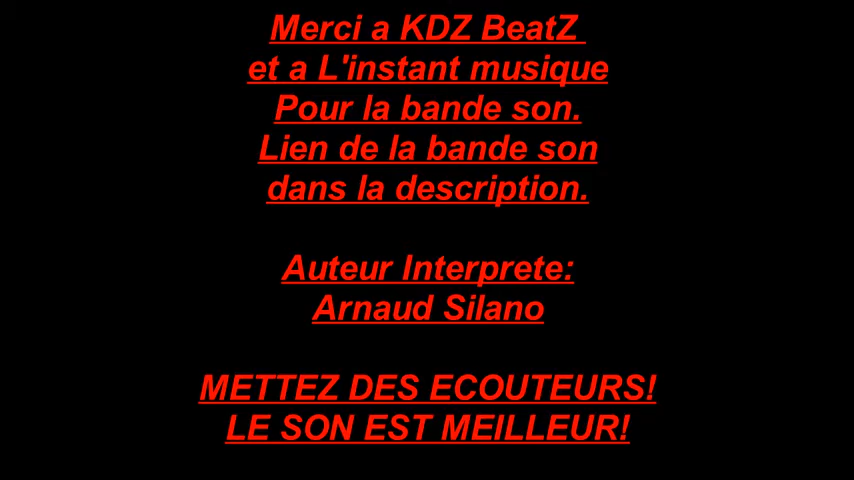 Merci a KDZ BeatZ
et a L'instant musique
Pour la bande son.
Lien de la bande son
dans la description.
Auteur Interprete:
Arnaud Silano
METTEZ DES ECOUTEURS!
LE SON EST MEILLEUR!